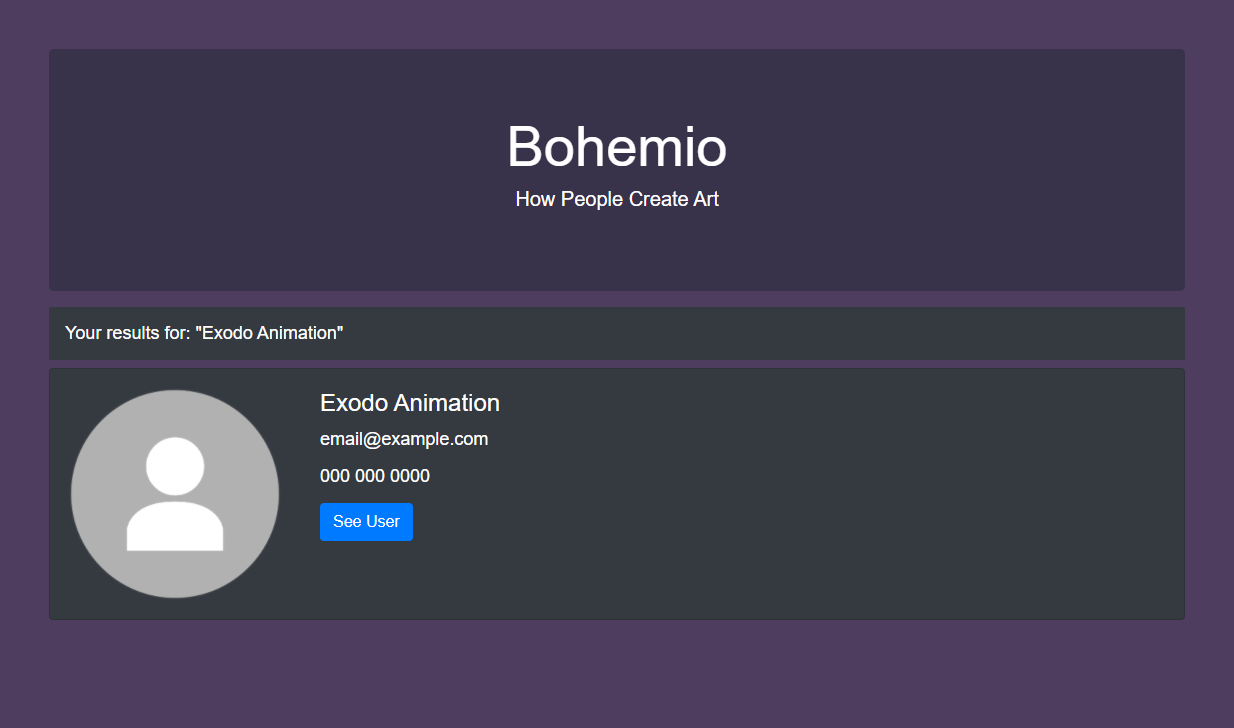 Bohemio
How People Create Art
Your results for: "Exodo Animation"
Exodo Animation
email@example.com
000 000 0000
See User